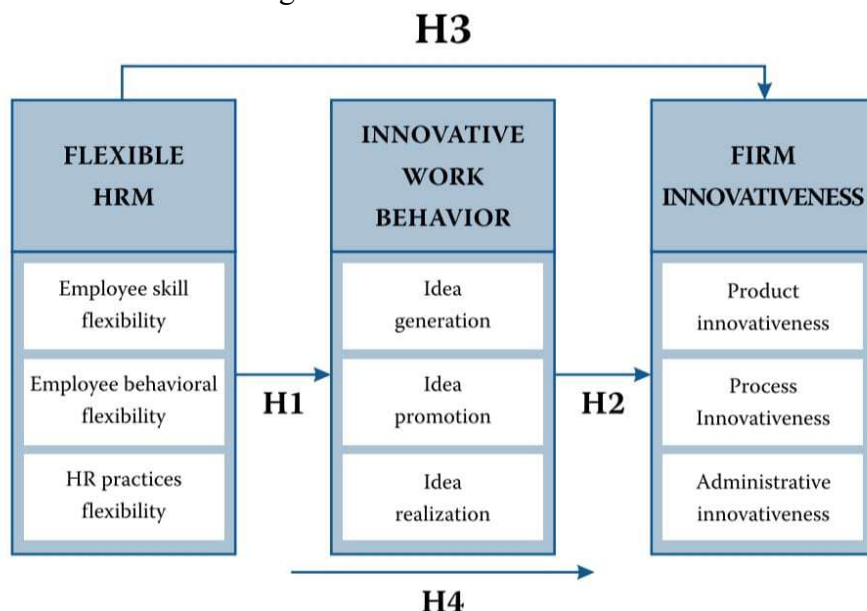 H3
FLEXIBLE
HRM
Employee skill
flexibility
Employee behavioral
flexibility
HR practices
flexibility
H1
INNOVATIVE
WORK
BEHAVIOR
Idea
generation
Idea
promotion
Idea
realization
H2
FIRM
INNOVATIVENESS
Product
innovativeness
Process
Innovativeness
Administrative
innovativeness
H4